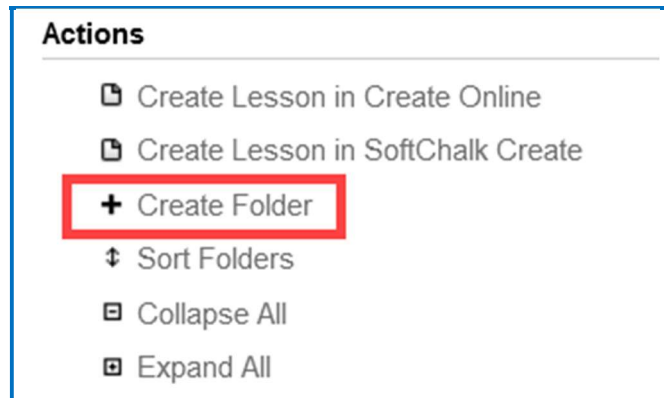 Actions
Create Lesson in Create Online
Create Lesson in SoftChalk Create
Create Folder
Sort Folders
Collapse All
Expand All